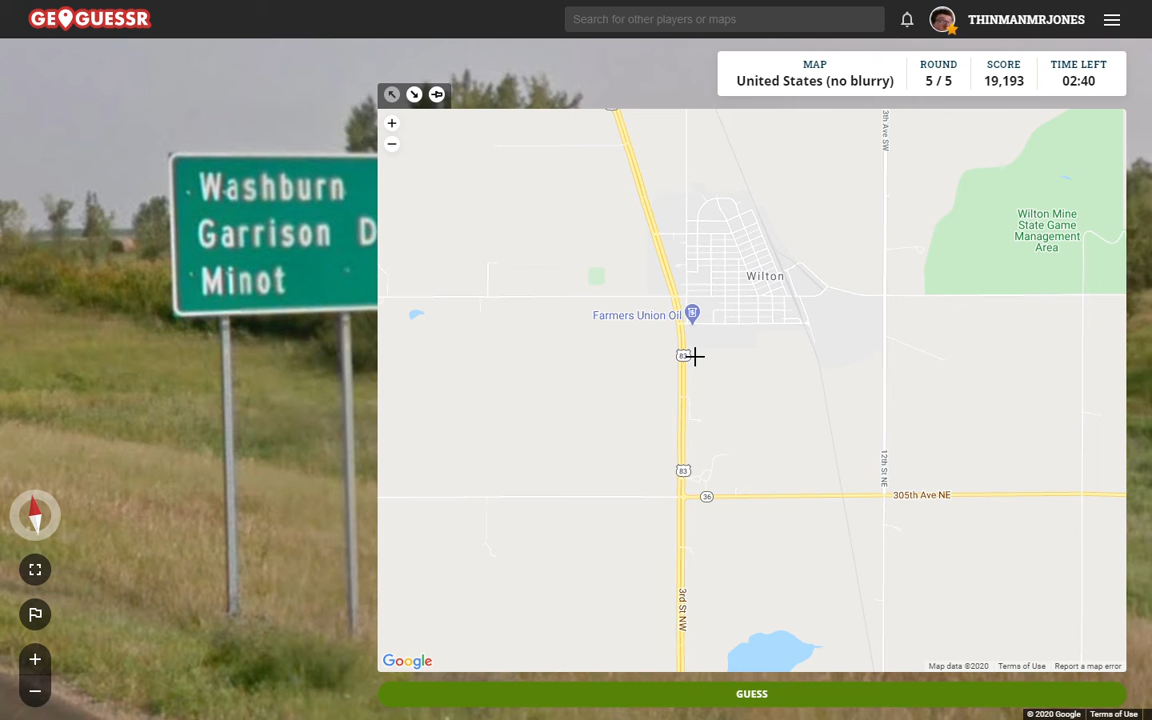 GEOGUESSR
Search for other players or maps
THINMANMRJONES
MAP
United States (no blurry)
ROUND
5 / 5
SCORE
19,193
TIME LEFT
02:40
Washburn
Garrison D
Minot
3th Ave SW
Wilton Mine
State Game
Management
Area
Wilton
Farmers Union Oil
83
83
12th St NE
36
305th Ave NE
3rd St NW
Google
Map data ©2020
Terms of Use
Report a map error
GUESS
© 2020 Google
Terms of Use